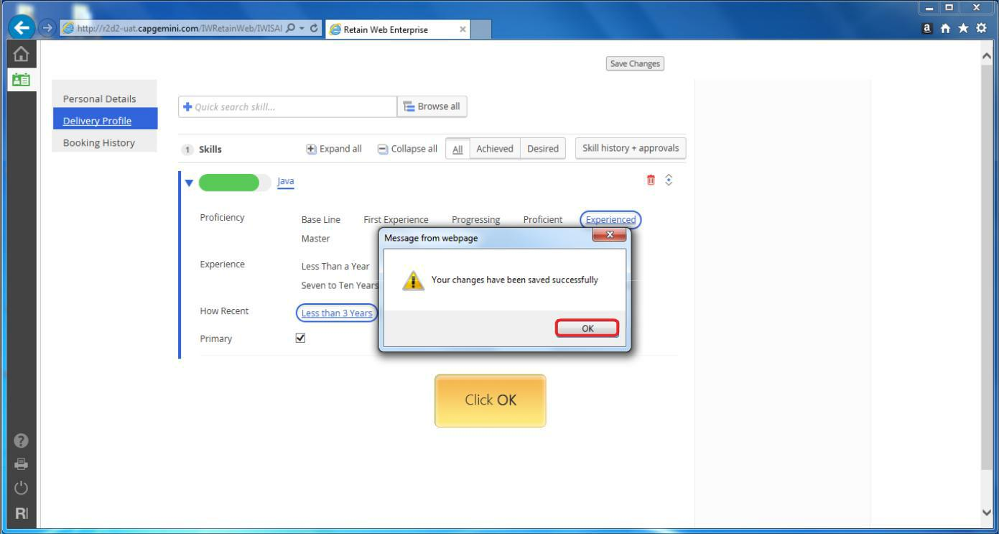 http://r2d2-uat.capgemini.com/IWRetainWeb/IWISAI
Retain Web Enterprise
Save Changes
Personal Details
Delivery Profile
Booking History
Quick search skill...
Browse all
1 Skills
Expand all
Collapse all
All
Achieved
Desired
Skill history + approvals
Java
Proficiency
Base Line
First Experience
Progressing
Proficient
Experienced
Master
Experience
Less Than a Year
Seven to Ten Years
How Recent
Less than 3 Years
Primary
Message from webpage
Your changes have been saved successfully
OK
Click OK
RI